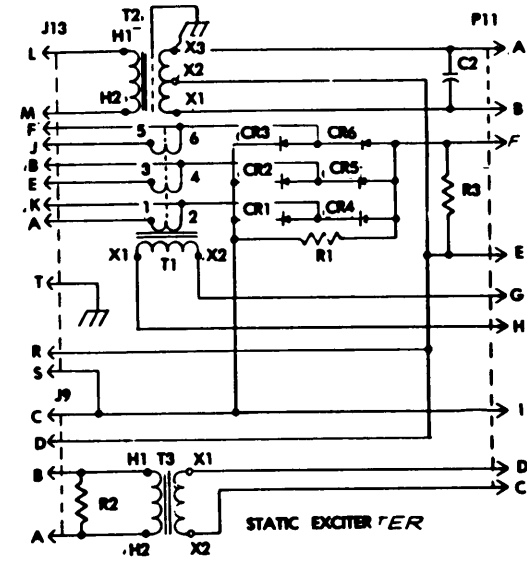 J13 T2. P11
H1 X3
L A
X2 C2
H2 X1
M B
F 5 6 CR3 CR6 F
J
B 3 4 CR2 CR5
E R3
K 1 2 CR1 CR4
A
R1
X1 T1 X2 E
T G
H
R
S
J9
C I
D
B H1 T3 X1 D
C
R2
STATIC EXCITER TER
A H2 X2